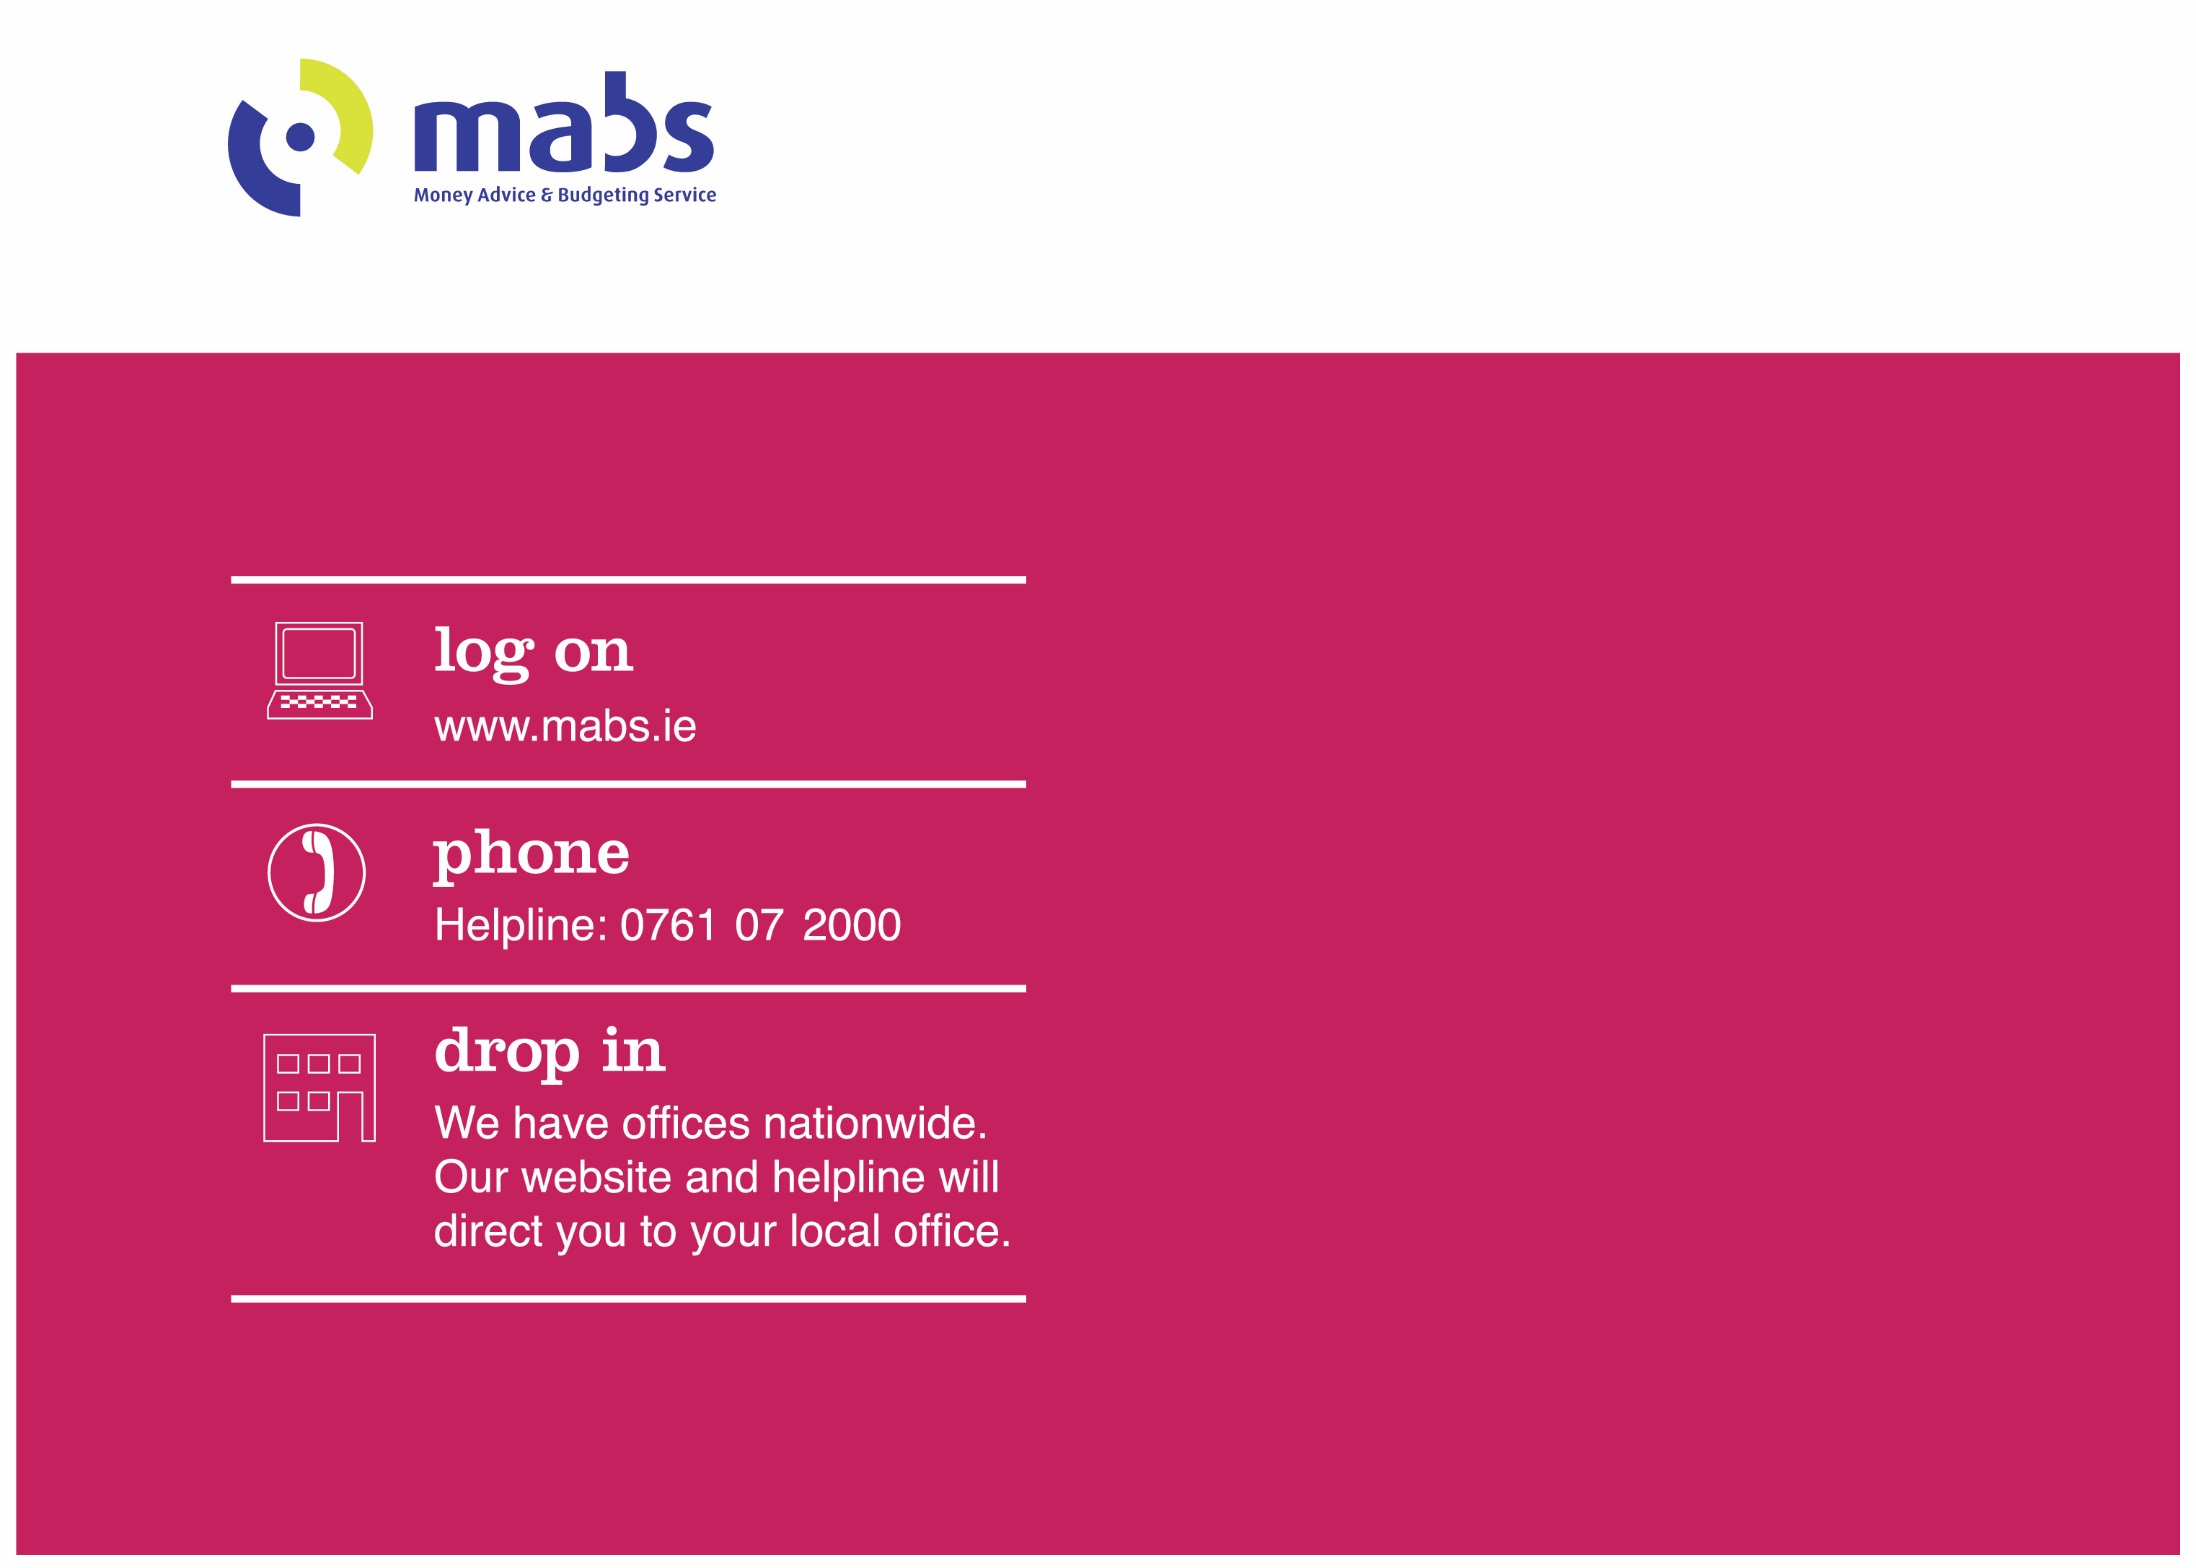 mabs
Money Advice & Budgeting Service
log on
www.mabs.ie
phone
Helpline: 0761 07 2000
drop in
We have offices nationwide.
Our website and helpline will
direct you to your local office.